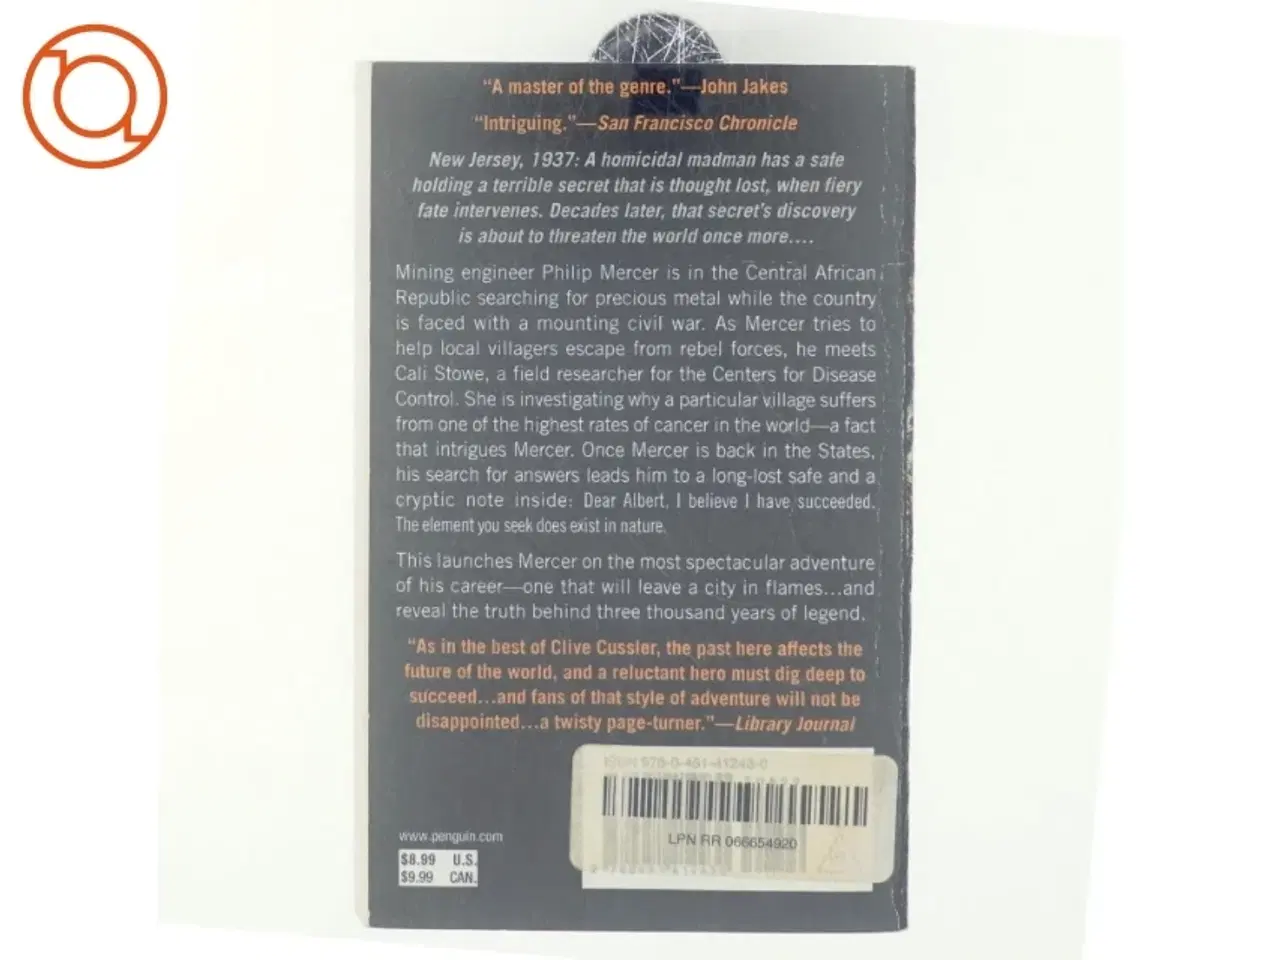 “A master of the genre.”—John Jakes
“Intriguing.”—San Francisco Chronicle
New Jersey, 1937: A homicidal madman has a safe
holding a terrible secret that is thought lost, when fiery
fate intervenes. Decades later, that secret’s discovery
is about to threaten the world once more....
Mining engineer Philip Mercer is in the Central African
Republic searching for precious metal while the country
is faced with a mounting civil war. As Mercer tries to
help local villagers escape from rebel forces, he meets
Cali Stowe, a field researcher for the Centers for Disease
Control. She is investigating why a particular village suffers
from one of the highest rates of cancer in the world—a fact
that intrigues Mercer. Once Mercer is back in the States,
his search for answers leads him to a long-lost safe and a
cryptic note inside: Dear Albert, I believe I have succeeded.
The element you seek does exist in nature.
This launches Mercer on the most spectacular adventure
of his career—one that will leave a city in flames...and
reveal the truth behind three thousand years of legend.
“As in the best of Clive Cussler, the past here affects the
future of the world, and a reluctant hero must dig deep to
succeed...and fans of that style of adventure will not be
disappointed...a twisty page-turner.”—Library Journal
ISBN 978-0-451-41243-0
LPN RR 066654920
www.penguin.com
$8.99 U.S.
$9.99 CAN.